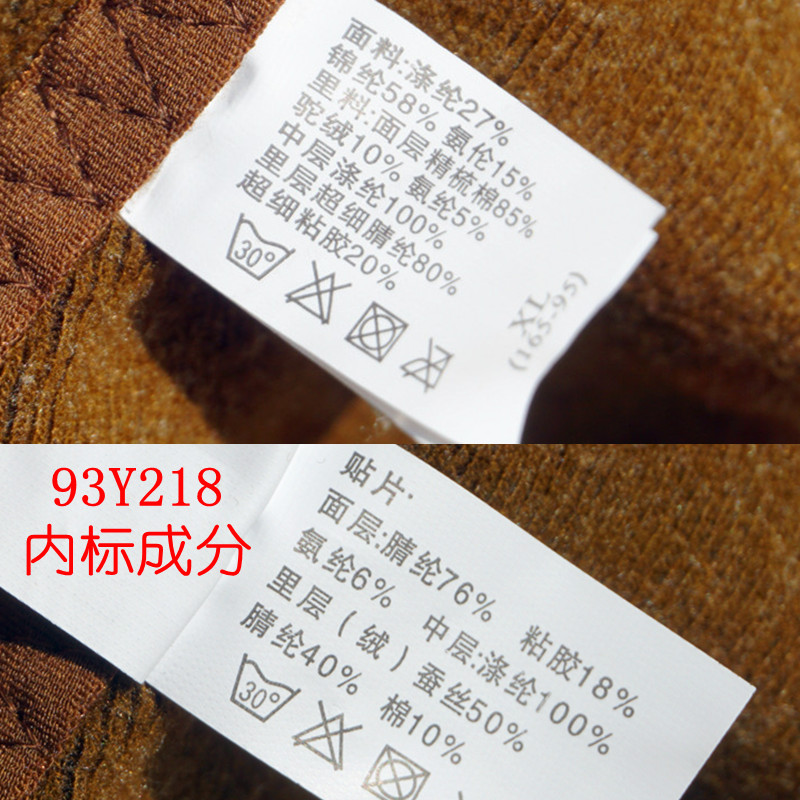 面料:涤纶27%
锦纶58% 氨伦15%
里料:面层精梳棉85%
驼绒10% 氨纶5%
中层涤纶100%
里层超细腈纶80%
超细粘胶20%
30°
XL
(165-95)
93Y218
内标成分
贴片:
面层:腈纶76% 粘胶18%
氨纶6% 中层:涤纶100%
里层(绒)蚕丝50%
腈纶40% 棉10%
30°